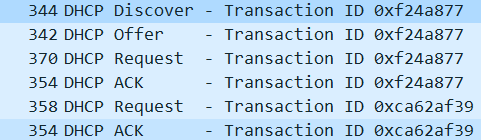 344 DHCP Discover - Transaction ID 0xf24a877
342 DHCP Offer - Transaction ID 0xf24a877
370 DHCP Request - Transaction ID 0xf24a877
354 DHCP ACK - Transaction ID 0xf24a877
358 DHCP Request - Transaction ID 0xca62af39
354 DHCP ACK - Transaction ID 0xca62af39